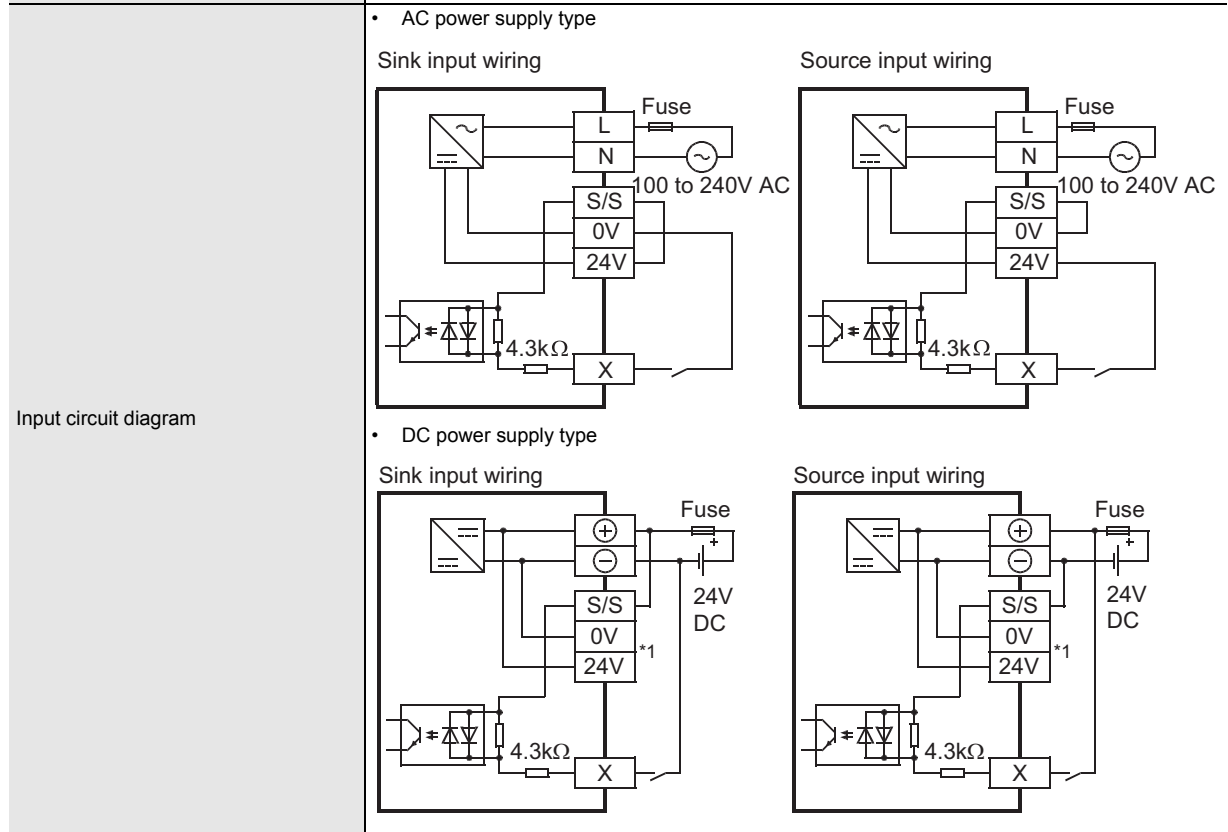 Input circuit diagram
• AC power supply type
Sink input wiring
Fuse
L
N
100 to 240V AC
S/S
0V
24V
4.3kΩ
X
Source input wiring
Fuse
L
N
100 to 240V AC
S/S
0V
24V
4.3kΩ
X
• DC power supply type
Sink input wiring
Fuse
+
24V
DC
S/S
0V
*1
24V
4.3kΩ
X
Source input wiring
Fuse
+
24V
DC
S/S
0V
*1
24V
4.3kΩ
X